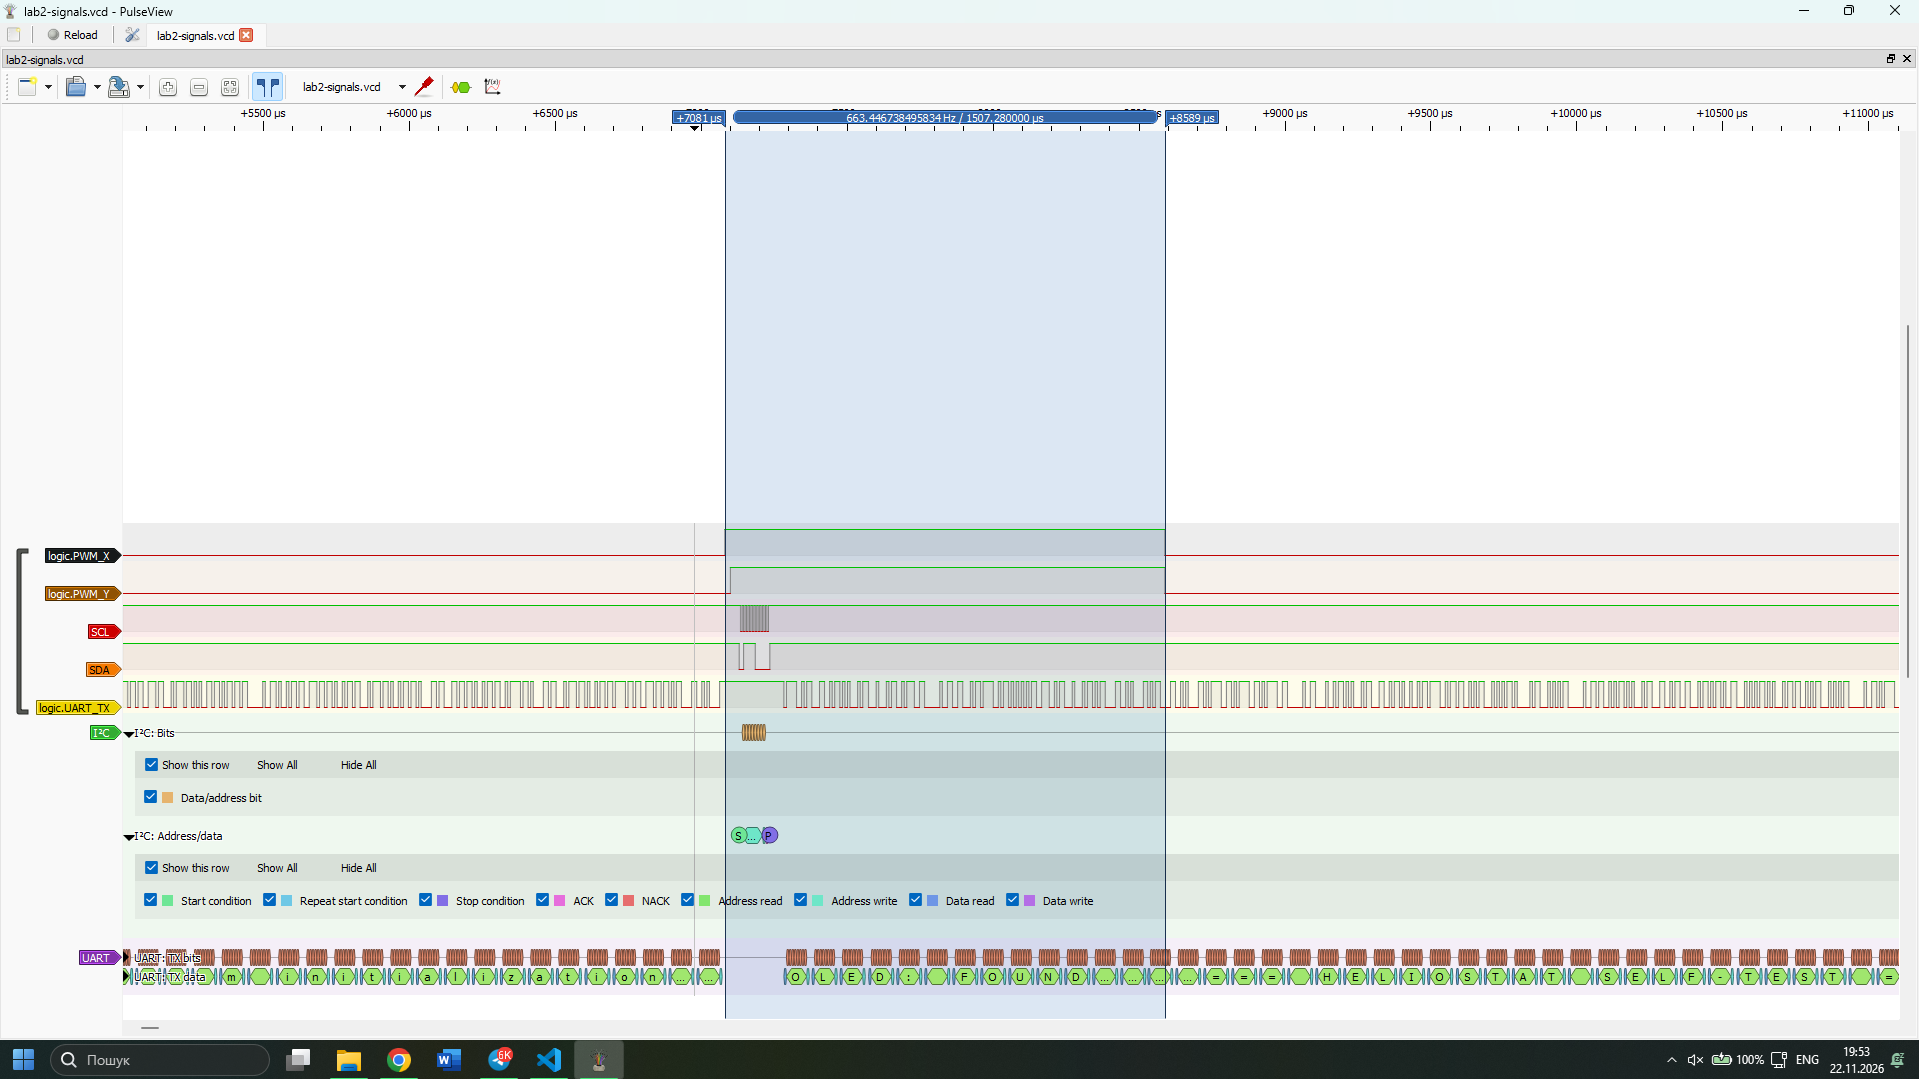 lab2-signals.vcd - PulseView
Reload
lab2-signals.vcd
lab2-signals.vcd
lab2-signals.vcd
+5500 µs +6000 µs +6500 µs +7081 µs 663.446738495834 Hz / 1507.280000 µs +8589 µs +9000 µs +9500 µs +10000 µs +10500 µs +11000 µs
logic.PWM_X
logic.PWM_Y
SCL
SDA
logic.UART_TX
I²C I²C: Bits
Show this row Show All Hide All
Data/address bit
I²C: Address/data S ... P
Show this row Show All Hide All
Start condition Repeat start condition Stop condition ACK NACK Address read Address write Data read Data write
UART UART: TX bits
UART: TX data m i n i t i a l i z a t i o n ... ... O L E D : F O U N D ... ... ... ... = = = H E L I O S T A T S E L F - T E S T =
Пошук
6K
100% ENG 19:53
22.11.2026